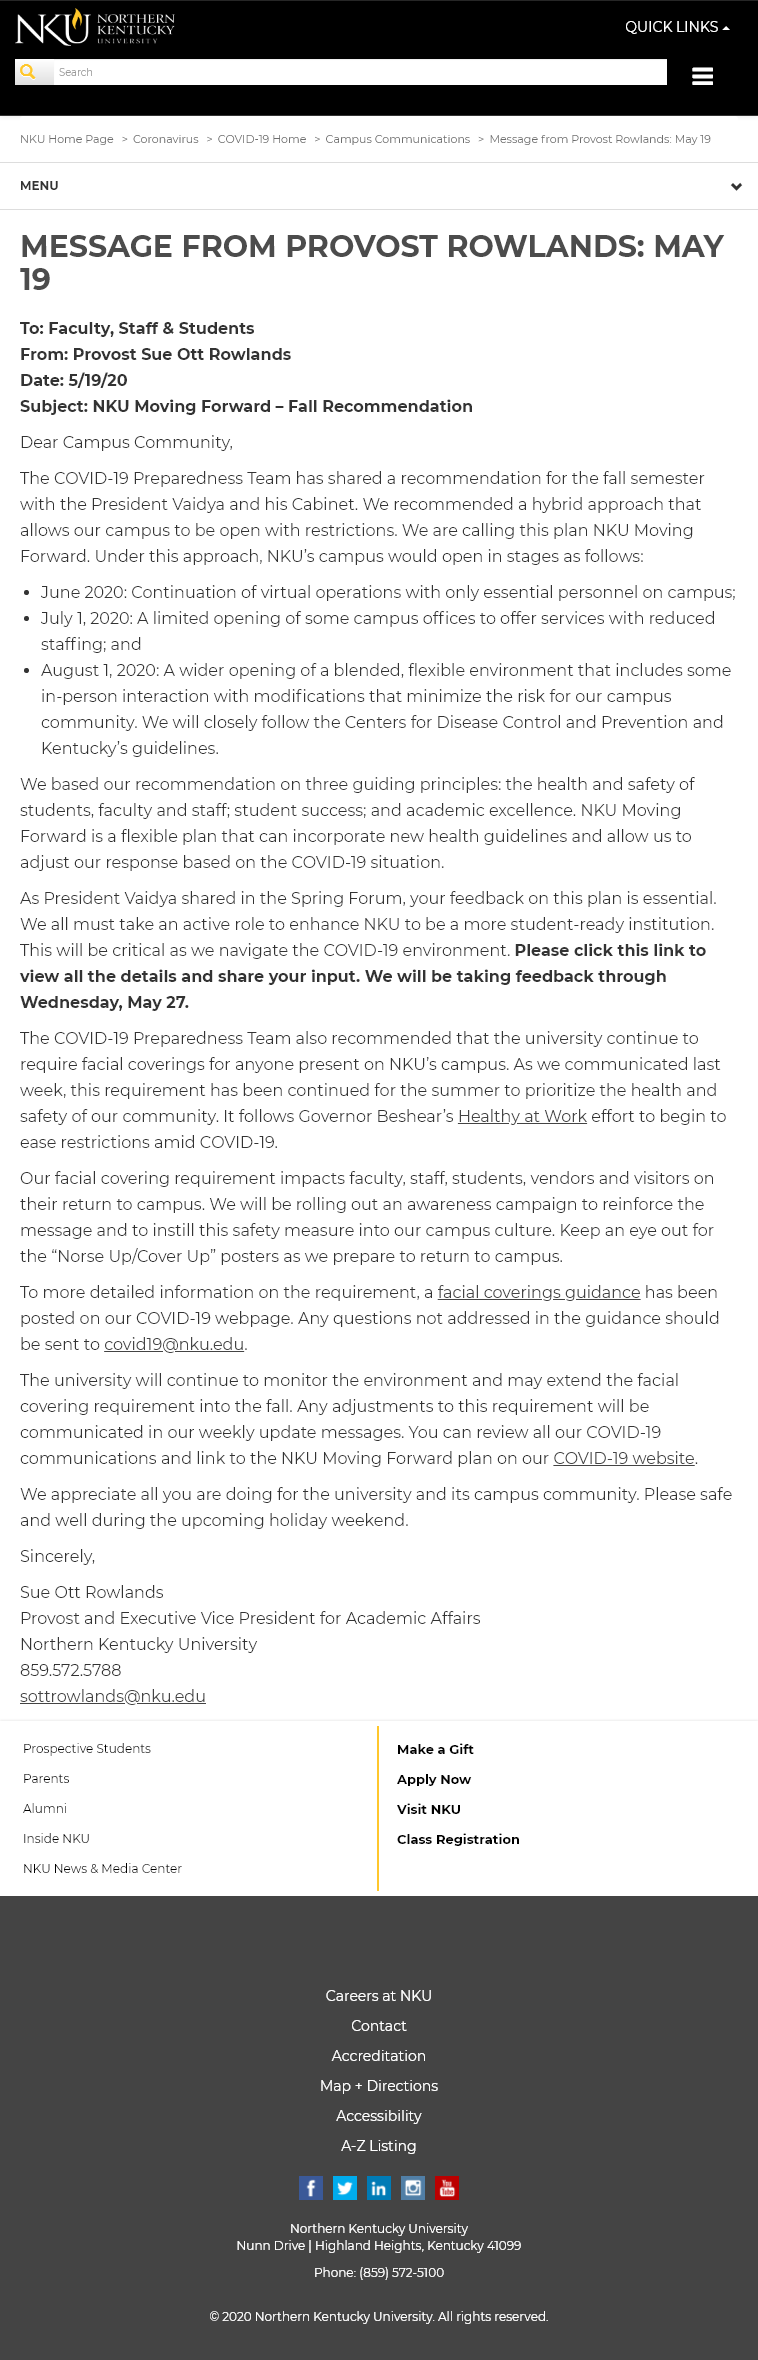 NKU NORTHERN
KENTUCKY
UNIVERSITY
QUICK LINKS
Search
NKU Home Page > Coronavirus > COVID-19 Home > Campus Communications > Message from Provost Rowlands: May 19
MENU
MESSAGE FROM PROVOST ROWLANDS: MAY
19
To: Faculty, Staff & Students
From: Provost Sue Ott Rowlands
Date: 5/19/20
Subject: NKU Moving Forward – Fall Recommendation
Dear Campus Community,
The COVID-19 Preparedness Team has shared a recommendation for the fall semester
with the President Vaidya and his Cabinet. We recommended a hybrid approach that
allows our campus to be open with restrictions. We are calling this plan NKU Moving
Forward. Under this approach, NKU’s campus would open in stages as follows:
• June 2020: Continuation of virtual operations with only essential personnel on campus;
• July 1, 2020: A limited opening of some campus offices to offer services with reduced
staffing; and
• August 1, 2020: A wider opening of a blended, flexible environment that includes some
in-person interaction with modifications that minimize the risk for our campus
community. We will closely follow the Centers for Disease Control and Prevention and
Kentucky’s guidelines.
We based our recommendation on three guiding principles: the health and safety of
students, faculty and staff; student success; and academic excellence. NKU Moving
Forward is a flexible plan that can incorporate new health guidelines and allow us to
adjust our response based on the COVID-19 situation.
As President Vaidya shared in the Spring Forum, your feedback on this plan is essential.
We all must take an active role to enhance NKU to be a more student-ready institution.
This will be critical as we navigate the COVID-19 environment. Please click this link to
view all the details and share your input. We will be taking feedback through
Wednesday, May 27.
The COVID-19 Preparedness Team also recommended that the university continue to
require facial coverings for anyone present on NKU’s campus. As we communicated last
week, this requirement has been continued for the summer to prioritize the health and
safety of our community. It follows Governor Beshear’s Healthy at Work effort to begin to
ease restrictions amid COVID-19.
Our facial covering requirement impacts faculty, staff, students, vendors and visitors on
their return to campus. We will be rolling out an awareness campaign to reinforce the
message and to instill this safety measure into our campus culture. Keep an eye out for
the “Norse Up/Cover Up” posters as we prepare to return to campus.
To more detailed information on the requirement, a facial coverings guidance has been
posted on our COVID-19 webpage. Any questions not addressed in the guidance should
be sent to covid19@nku.edu.
The university will continue to monitor the environment and may extend the facial
covering requirement into the fall. Any adjustments to this requirement will be
communicated in our weekly update messages. You can review all our COVID-19
communications and link to the NKU Moving Forward plan on our COVID-19 website.
We appreciate all you are doing for the university and its campus community. Please safe
and well during the upcoming holiday weekend.
Sincerely,
Sue Ott Rowlands
Provost and Executive Vice President for Academic Affairs
Northern Kentucky University
859.572.5788
sottrowlands@nku.edu
Prospective Students
Parents
Alumni
Inside NKU
NKU News & Media Center
Make a Gift
Apply Now
Visit NKU
Class Registration
Careers at NKU
Contact
Accreditation
Map + Directions
Accessibility
A-Z Listing
f in You Tube
Northern Kentucky University
Nunn Drive | Highland Heights, Kentucky 41099
Phone: (859) 572-5100
© 2020 Northern Kentucky University. All rights reserved.